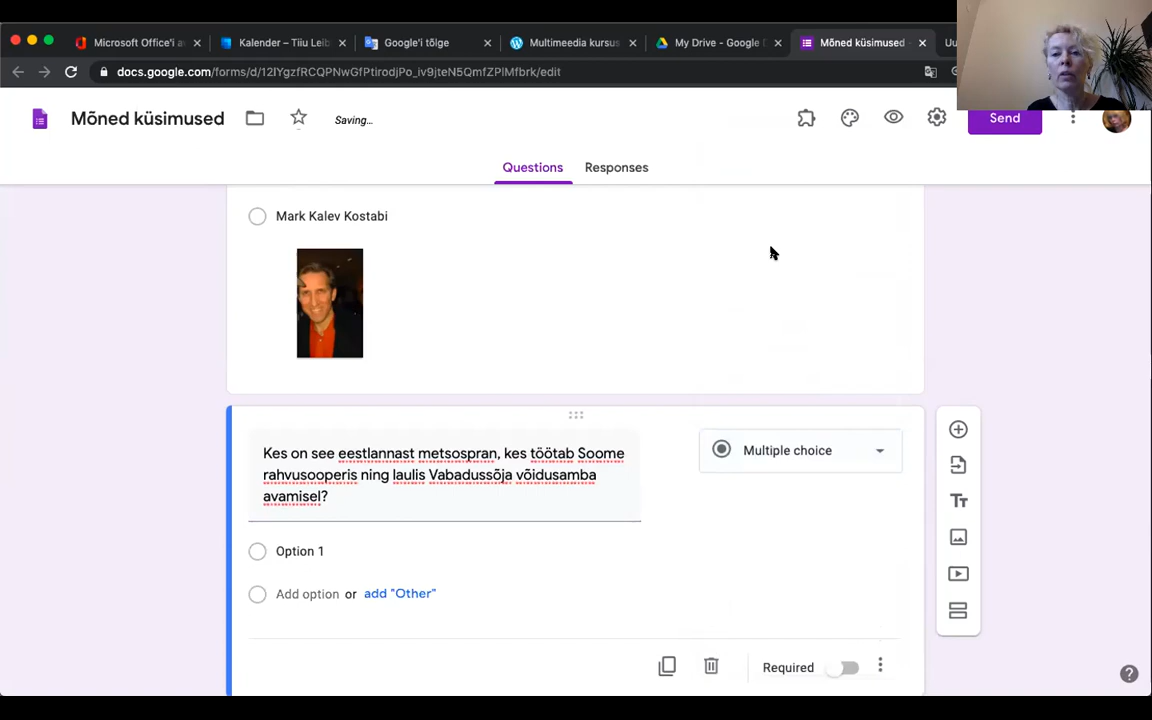 Microsoft Office'i a
Kalender – Tiiu Leib
Google'i tõlge
Multimeedia kursus
My Drive - Google D
Mõned küsimused -
Uu
docs.google.com/forms/d/12IYgzfRCQPNwGfPtirodjPo_iv9jteN5QmfZPlMfbrk/edit
Mõned küsimused
Saving...
Send
Questions
Responses
Mark Kalev Kostabi
Kes on see eestlannast metsospran, kes töötab Soome
rahvusooperis ning laulis Vabadussõja võidusamba
avamisel?
Multiple choice
Option 1
Add option or add "Other"
Required